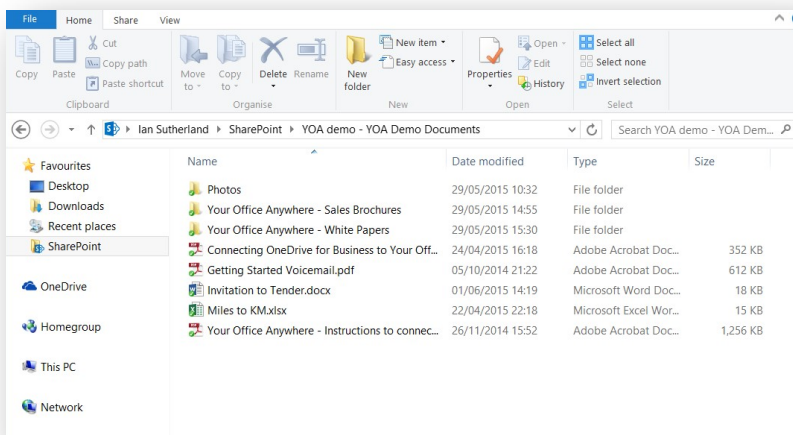 File Home Share View
Copy
Paste
Cut
Copy path
Paste shortcut
Clipboard
Move to
Copy to
Delete
Rename
Organise
New folder
New item
Easy access
New
Properties
Open
Edit
History
Open
Select all
Select none
Invert selection
Select
Ian Sutherland SharePoint YOA demo - YOA Demo Documents
Search YOA demo - YOA Dem...
Favourites
Desktop
Downloads
Recent places
SharePoint
OneDrive
Homegroup
This PC
Network
Name Date modified Type Size
Photos 29/05/2015 10:32 File folder
Your Office Anywhere - Sales Brochures 29/05/2015 14:55 File folder
Your Office Anywhere - White Papers 29/05/2015 15:30 File folder
Connecting OneDrive for Business to Your Off... 24/04/2015 16:18 Adobe Acrobat Doc... 352 KB
Getting Started Voicemail.pdf 05/10/2014 21:22 Adobe Acrobat Doc... 612 KB
Invitation to Tender.docx 01/06/2015 14:19 Microsoft Word Doc... 18 KB
Miles to KM.xlsx 22/04/2015 22:18 Microsoft Excel Wor... 15 KB
Your Office Anywhere - Instructions to connec... 26/11/2014 15:52 Adobe Acrobat Doc... 1,256 KB